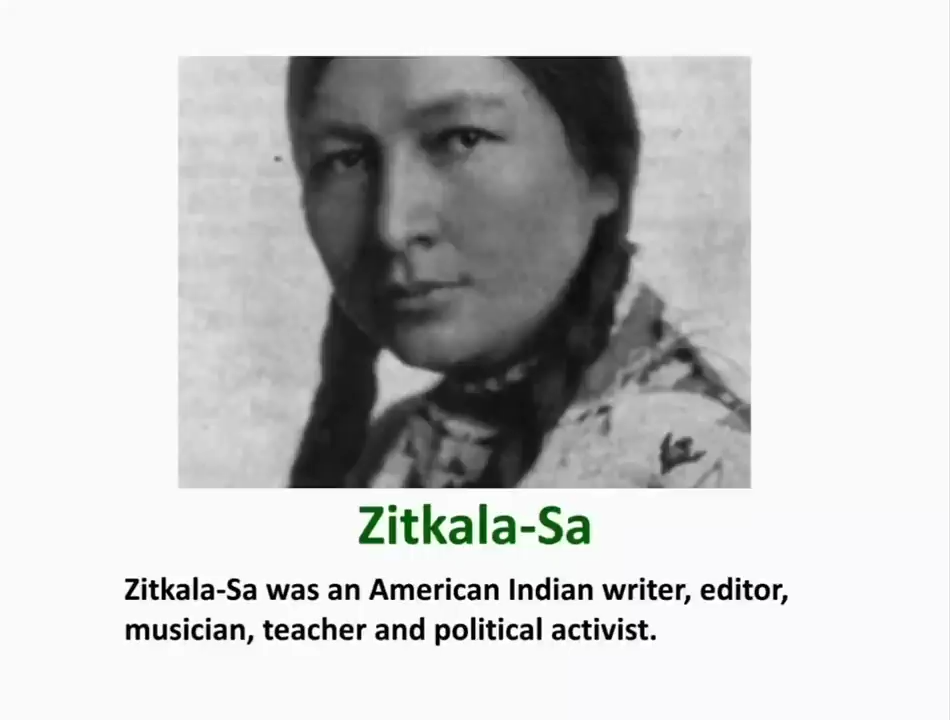 Zitkala-Sa
Zitkala-Sa was an American Indian writer, editor,
musician, teacher and political activist.